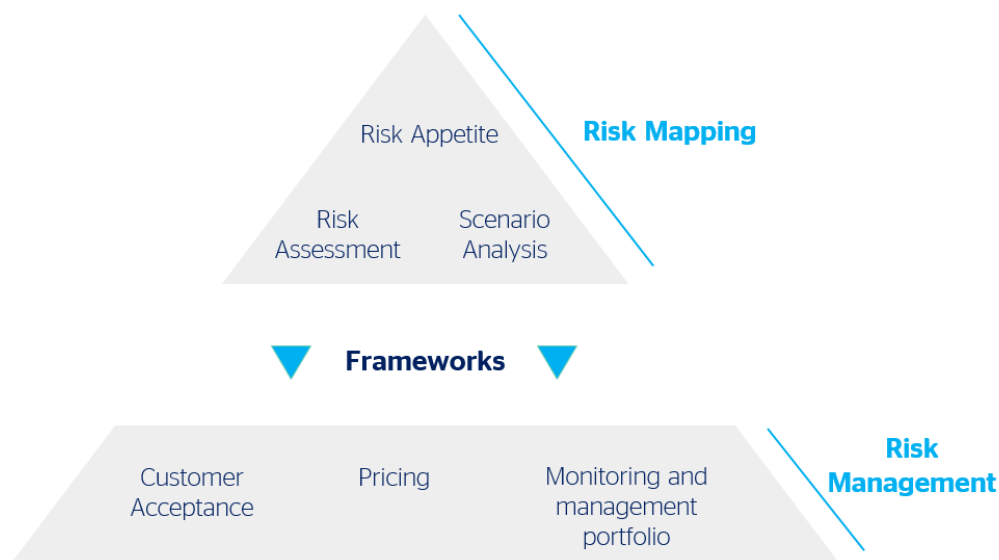 Risk Appetite
Risk Mapping
Risk
Assessment
Scenario
Analysis
Frameworks
Customer
Acceptance
Pricing
Monitoring and
management
portfolio
Risk
Management